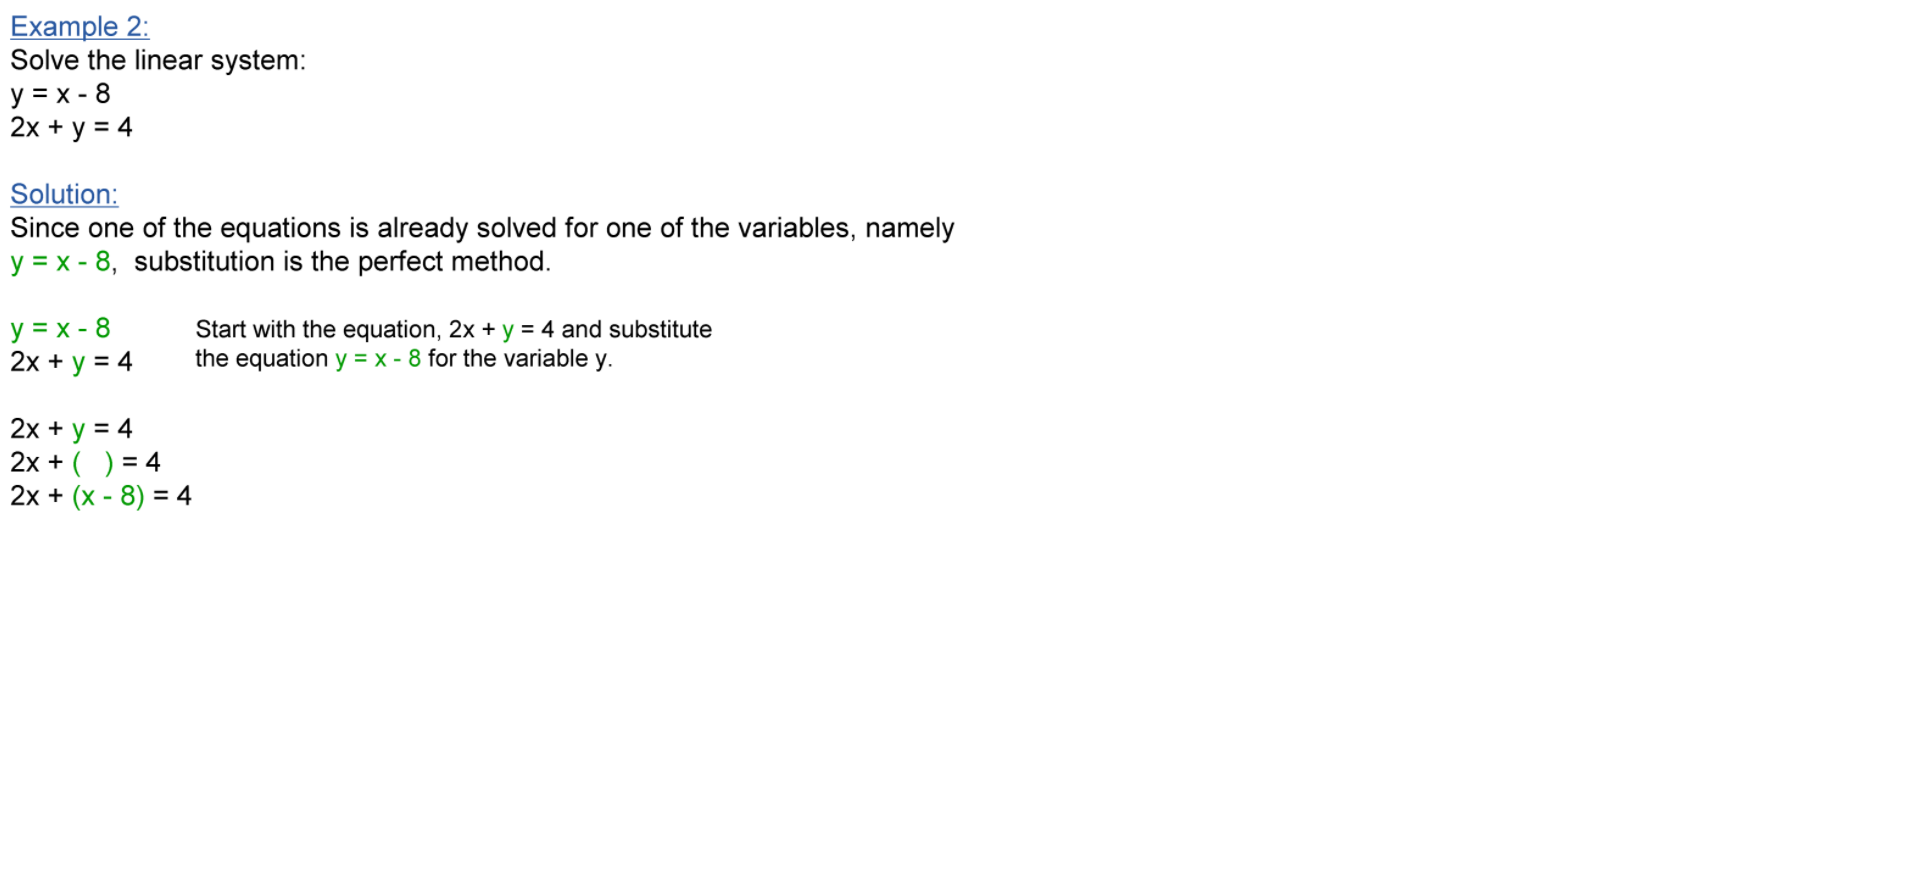 Example 2:
Solve the linear system:
y = x - 8
2x + y = 4
Solution:
Since one of the equations is already solved for one of the variables, namely
y = x - 8,  substitution is the perfect method.
y = x - 8
2x + y = 4
Start with the equation, 2x + y = 4 and substitute
the equation y = x - 8 for the variable y.
2x + y = 4
2x + (  ) = 4
2x + (x - 8) = 4